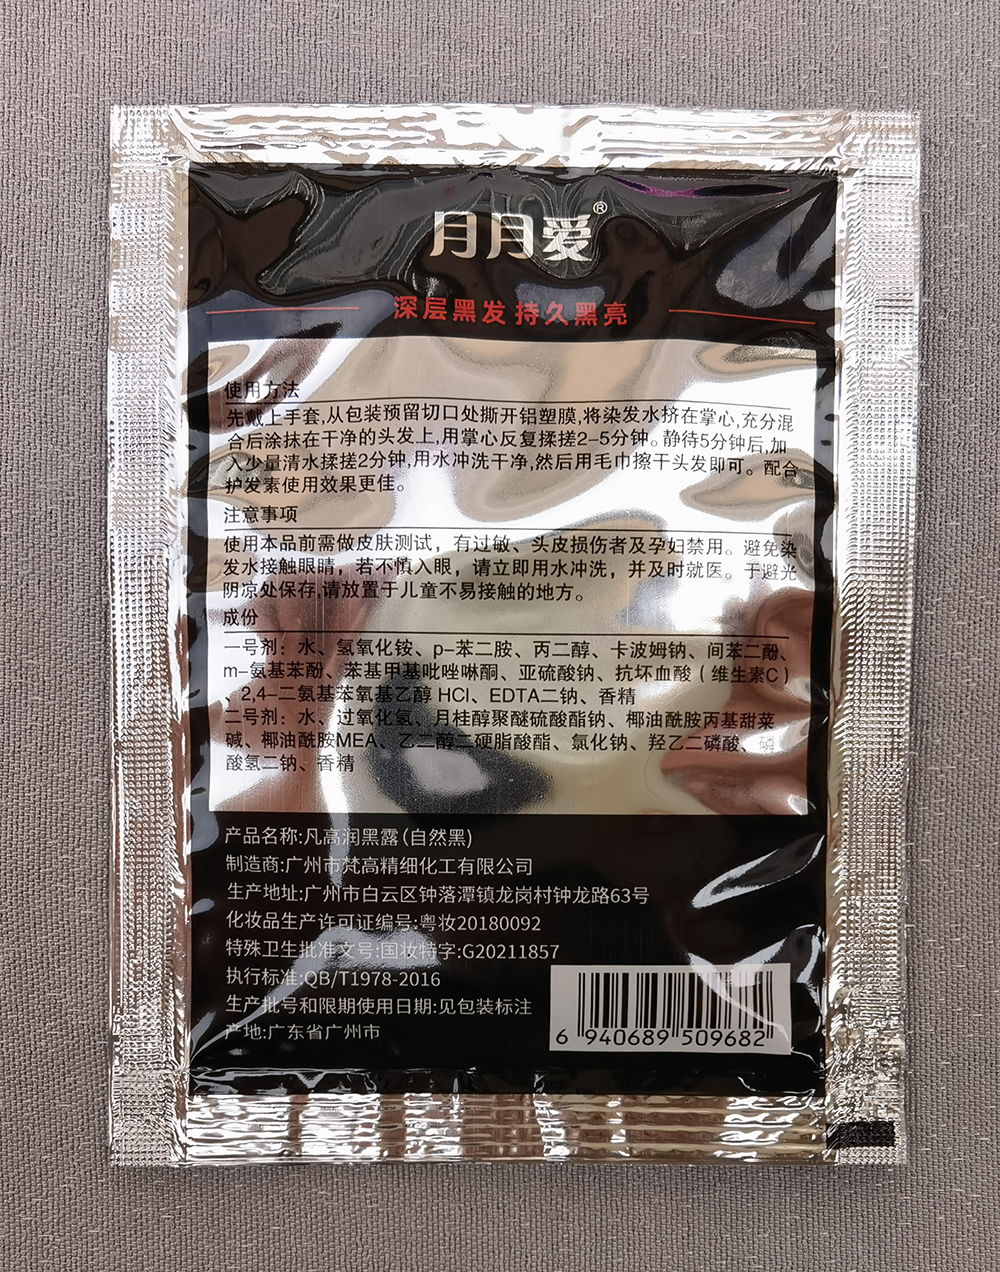 月月爱®
深层黑发 持久黑亮
使用方法
先戴上手套,从包装预留切口处撕开铝塑膜,将染发水挤在掌心,充分混
合后涂抹在干净的头发上,用掌心反复揉搓2-5分钟。静待5分钟后,加
入少量清水揉搓2分钟,用水冲洗干净,然后用毛巾擦干头发即可。配合
护发素使用效果更佳。
注意事项
使用本品前需做皮肤测试，有过敏、头皮损伤者及孕妇禁用。避免染
发水接触眼睛，若不慎入眼，请立即用水冲洗，并及时就医。于避光
阴凉处保存,请放置于儿童不易接触的地方。
成份
一号剂：水、氢氧化铵、p-苯二胺、丙二醇、卡波姆钠、间苯二酚、
m-氨基苯酚、苯基甲基吡唑啉酮、亚硫酸钠、抗坏血酸（维生素C）
、2,4-二氨基苯氧基乙醇 HCl、EDTA二钠、香精
二号剂：水、过氧化氢、月桂醇聚醚硫酸酯钠、椰油酰胺丙基甜菜
碱、椰油酰胺MEA、乙二醇二硬脂酸酯、氯化钠、羟乙二磷酸、磷
酸氢二钠、香精
产品名称:凡高润黑露(自然黑)
制造商:广州市梵高精细化工有限公司
生产地址:广州市白云区钟落潭镇龙岗村钟龙路63号
化妆品生产许可证编号:粤妆20180092
特殊卫生批准文号:国妆特字:G20211857
执行标准:QB/T1978-2016
生产批号和限期使用日期:见包装标注
产地:广东省广州市
6 940689 509682